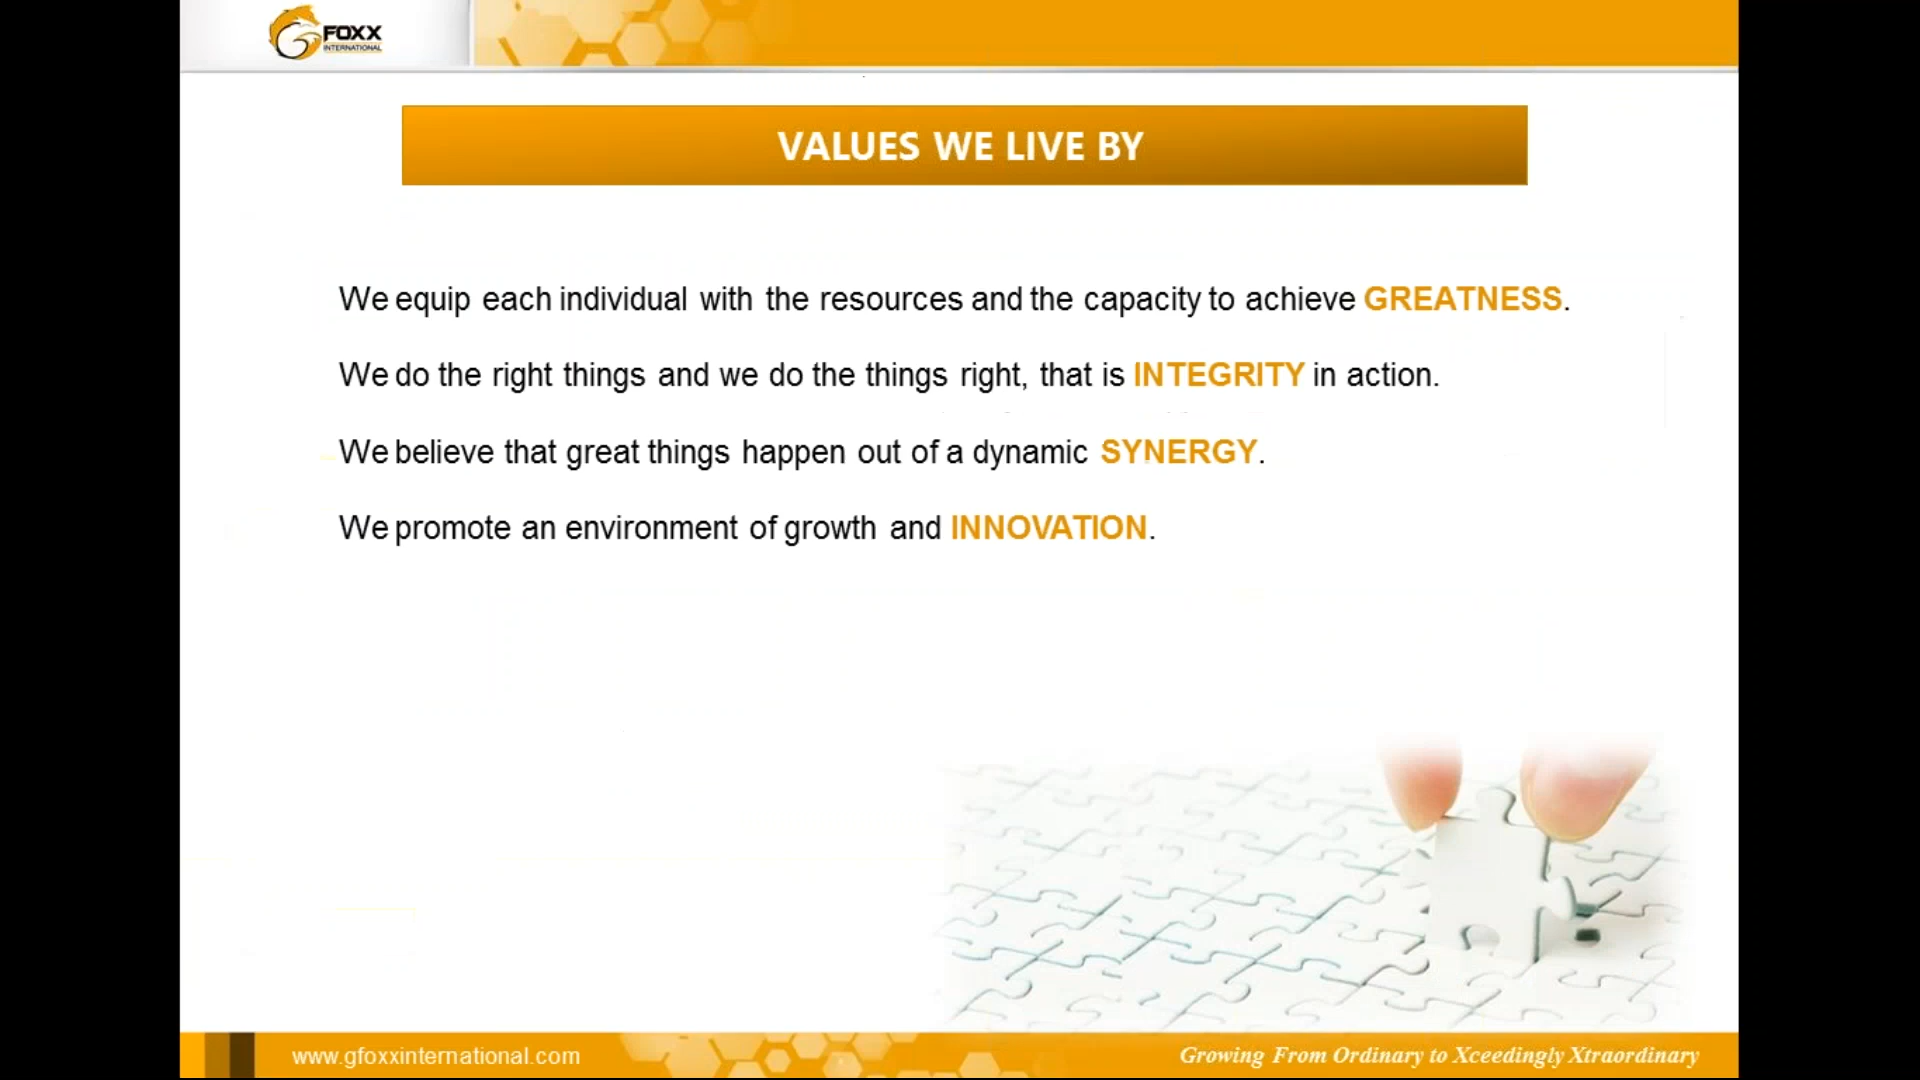 FOXX
INTERNATIONAL
VALUES WE LIVE BY
We equip each individual with the resources and the capacity to achieve GREATNESS.
We do the right things and we do the things right, that is INTEGRITY in action.
We believe that great things happen out of a dynamic SYNERGY.
We promote an environment of growth and INNOVATION.
www.gfoxxinternational.com
Growing From Ordinary to Xceedingly Xtraordinary